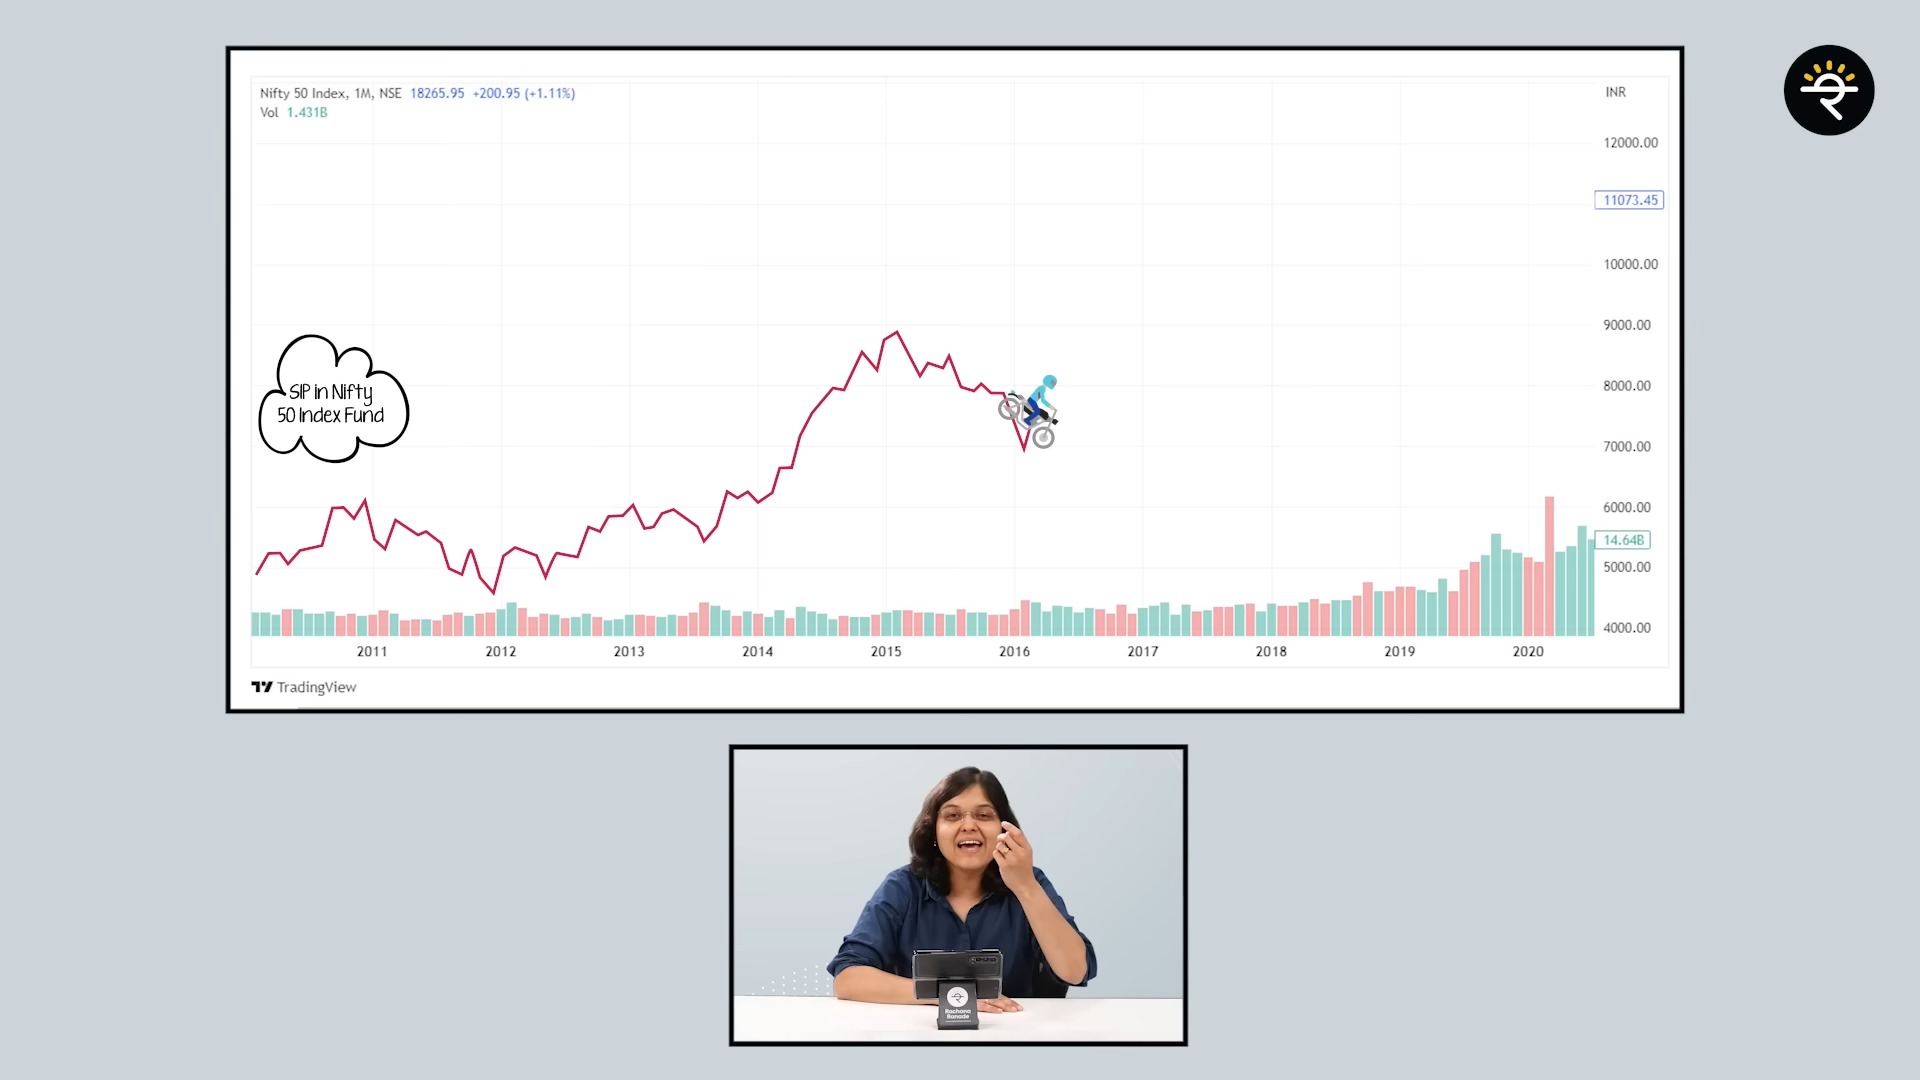 Nifty 50 Index, 1M, NSE 18265.95 +200.95 (+1.11%)
Vol 1.431B
INR
12000.00
11073.45
10000.00
9000.00
8000.00
7000.00
6000.00
14.64B
5000.00
4000.00
SIP in Nifty
50 Index Fund
2011 2012 2013 2014 2015 2016 2017 2018 2019 2020
TradingView
Rachana
Ranade